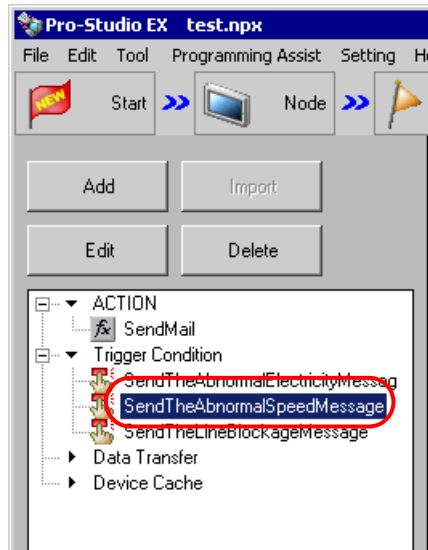 Pro-Studio EX test.npx
File Edit Tool Programming Assist Setting H
NEW Start Node
Add Import
Edit Delete
ACTION
fx SendMail
Trigger Condition
SendTheAbnormalElectricityMessag
SendTheAbnormalSpeedMessage
SendTheLineBlockageMessage
Data Transfer
Device Cache